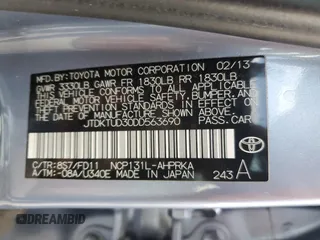 MFD.BY:TOYOTA MOTOR CORPORATION 02/13
GVWR 3330LB GAWR FR 1830LB RR 1830LB
THIS VEHICLE CONFORMS TO ALL APPLICABLE
FEDERAL MOTOR VEHICLE SAFETY, BUMPER, AND
THEFT PREVENTION STANDARDS IN EFFECT ON
THE DATE OF MANUFACTURE SHOWN ABOVE.
JTDKTUD30DD563690 PASS.CAR
C/TR:8S7/FD11 NCP131L-AHPRKA
A/TM:-08A/U340E MADE IN JAPAN 243 A
TOYOTA
BIDCARS